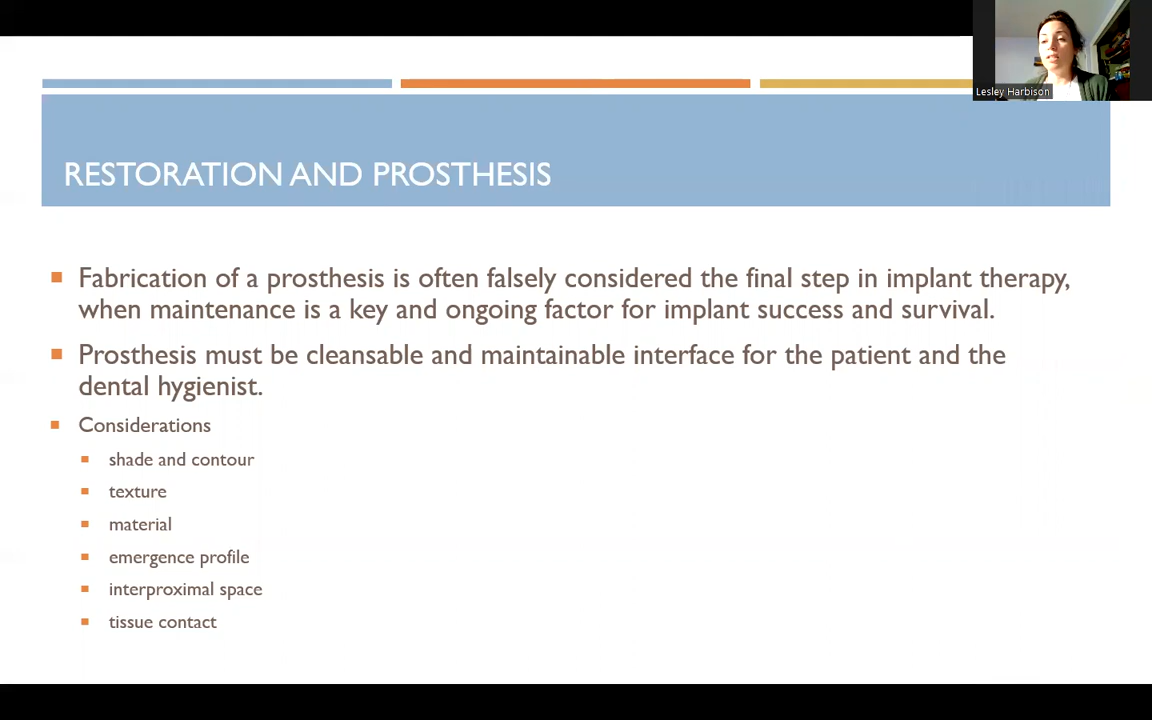 Lesley Harbison
RESTORATION AND PROSTHESIS
Fabrication of a prosthesis is often falsely considered the final step in implant therapy,
when maintenance is a key and ongoing factor for implant success and survival.
Prosthesis must be cleansable and maintainable interface for the patient and the
dental hygienist.
Considerations
shade and contour
texture
material
emergence profile
interproximal space
tissue contact